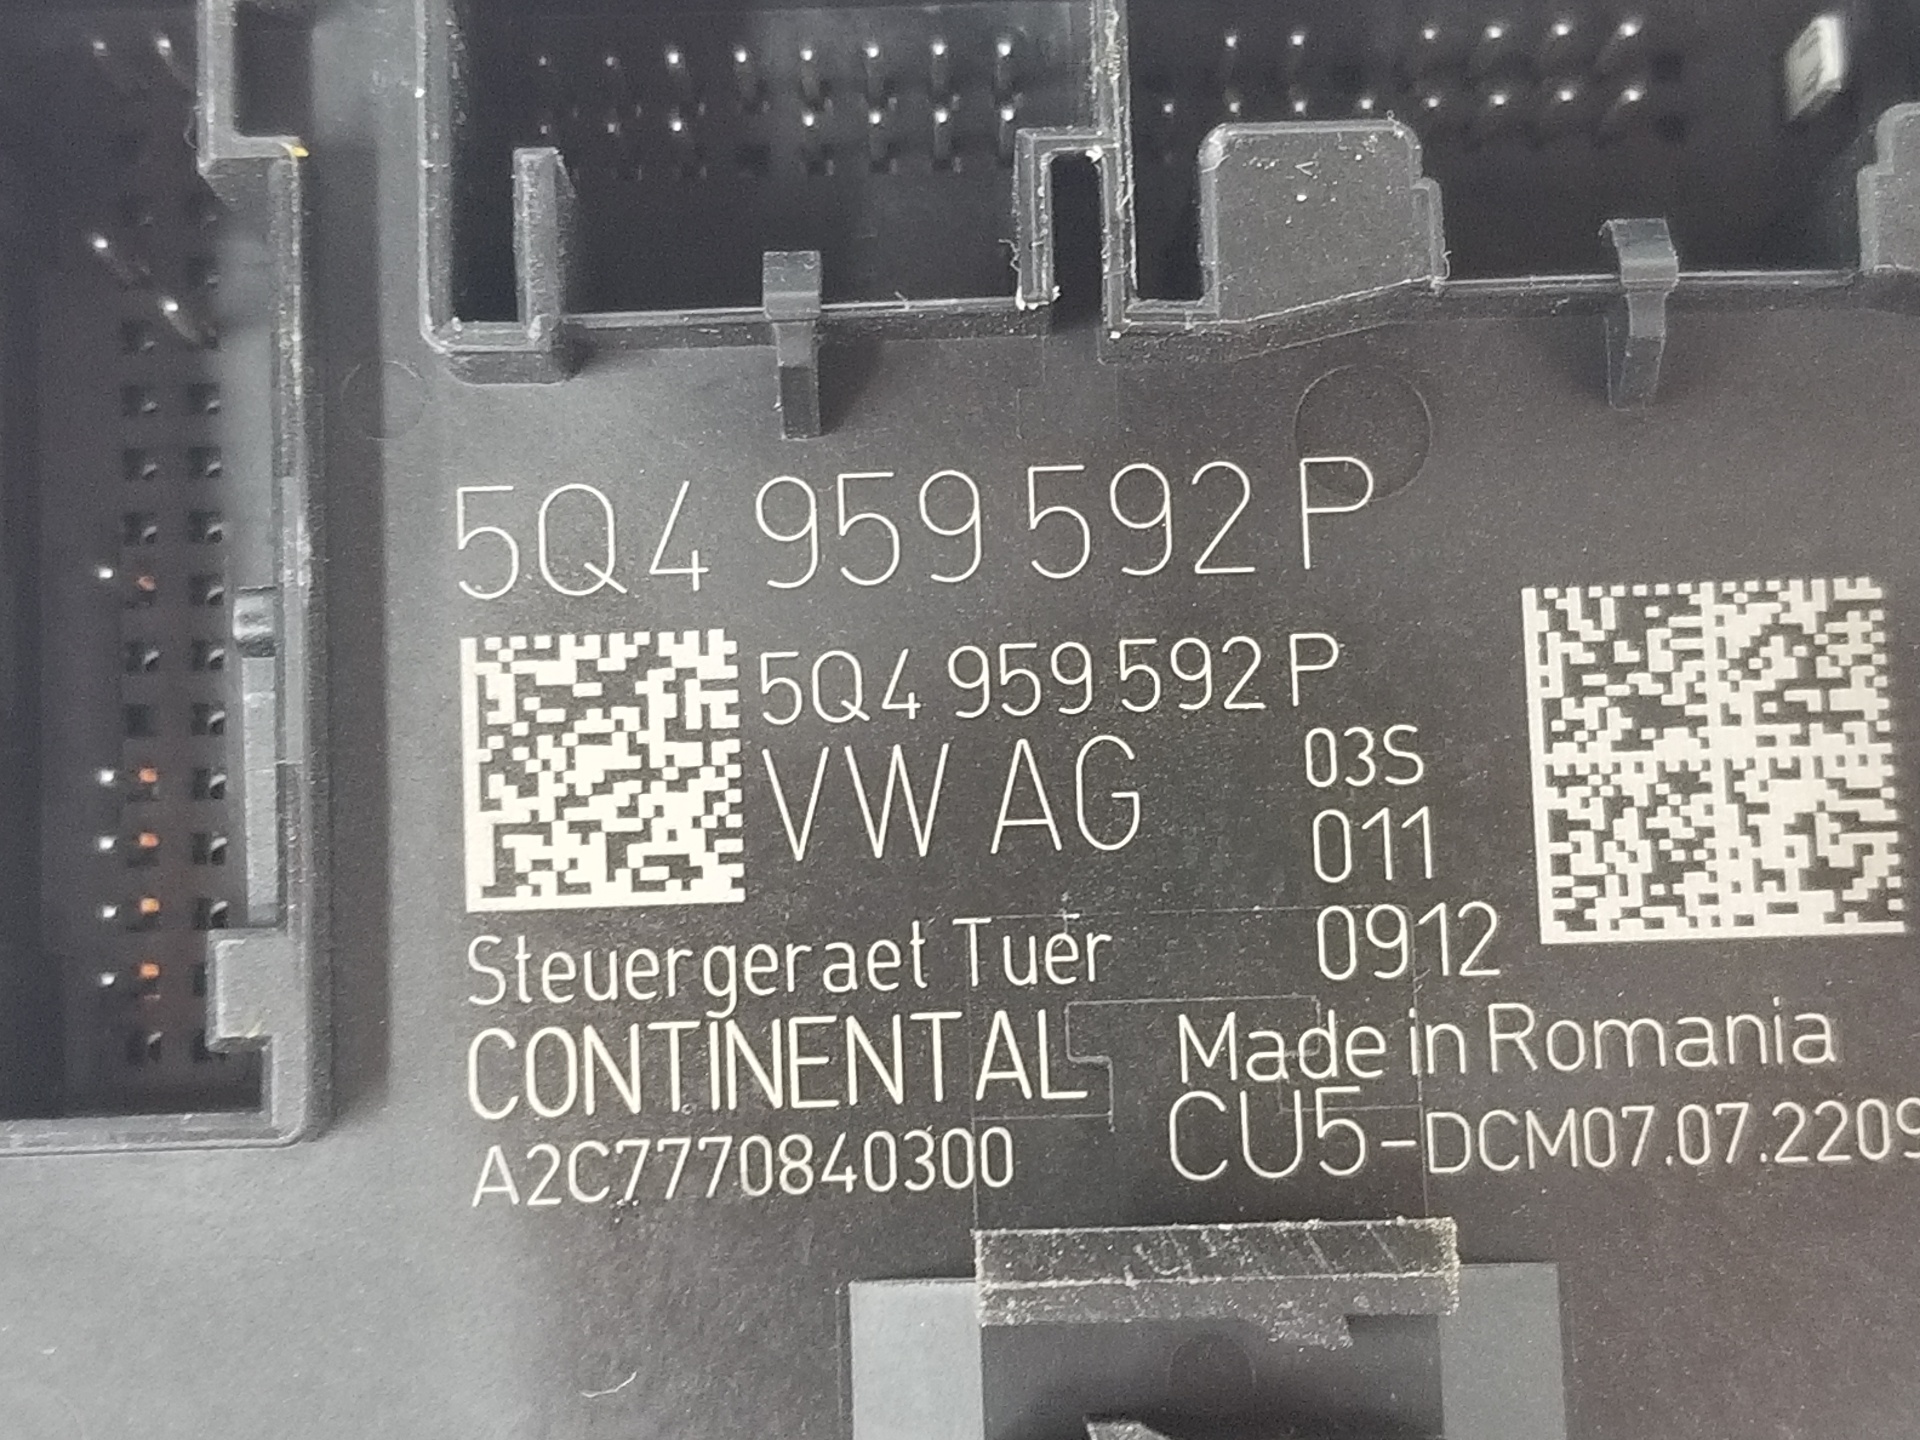 5Q4 959 592 P
5Q4 959 592 P
VW AG
03S
011
0912
Steuergeraet Tuer
CONTINENTAL
Made in Romania
A2C7770840300
CU5-DCM07.07.2209